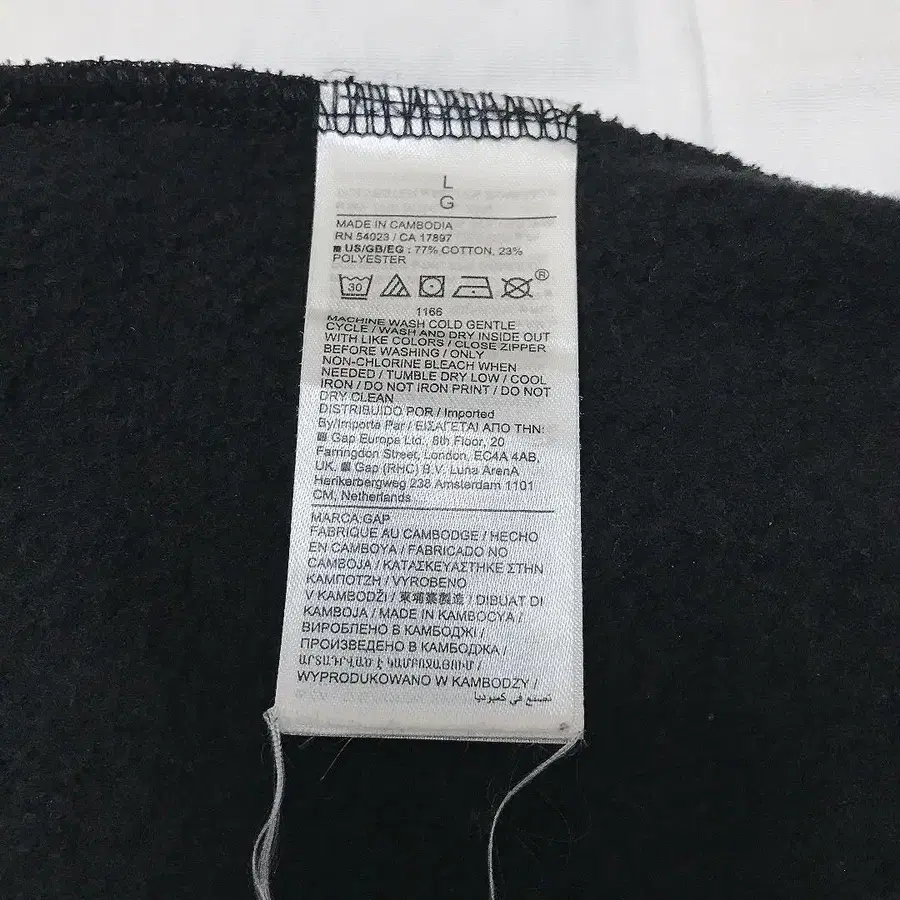 L
G
MADE IN CAMBODIA
RN 54023 / CA 17897
US/GB/EG : 77% COTTON, 23%
POLYESTER
30
®
1166
MACHINE WASH COLD GENTLE
CYCLE / WASH AND DRY INSIDE OUT
WITH LIKE COLORS / CLOSE ZIPPER
BEFORE WASHING / ONLY
NON-CHLORINE BLEACH WHEN
NEEDED / TUMBLE DRY LOW / COOL
IRON / DO NOT IRON PRINT / DO NOT
DRY CLEAN
DISTRIBUIDO POR / Imported
By/Importe Par / ΕΙΣΑΓΕΤΑΙ ΑΠΟ ΤΗΝ:
Gap Europe Ltd., 8th Floor, 20
Farringdon Street, London, EC4A 4AB,
UK. Gap (RHC) B.V. Luna ArenA
Herikerbergweg 238 Amsterdam 1101
CM, Netherlands
MARCA:GAP
FABRIQUE AU CAMBODGE / HECHO
EN CAMBOYA / FABRICADO NO
CAMBOJA / ΚΑΤΑΣΚΕΥΑΣΤΗΚΕ ΣΤΗΝ
ΚΑΜΠΟΤΖΗ / VYROBENO
V KAMBODŽI / 柬埔寨製造 / DIBUAT DI
KAMBOJA / MADE IN KAMBOÇYA /
ВИРОБЛЕНО В КАМБОДЖІ /
ПРОИЗВЕДЕНО В КАМБОДЖА /
ԱՐՏԱԴՐՎԱԾ Է ԿԱՄԲՈՋԱՅՈՒՄ /
WYPRODUKOWANO W KAMBODZY /
تصنيع في كمبوديا